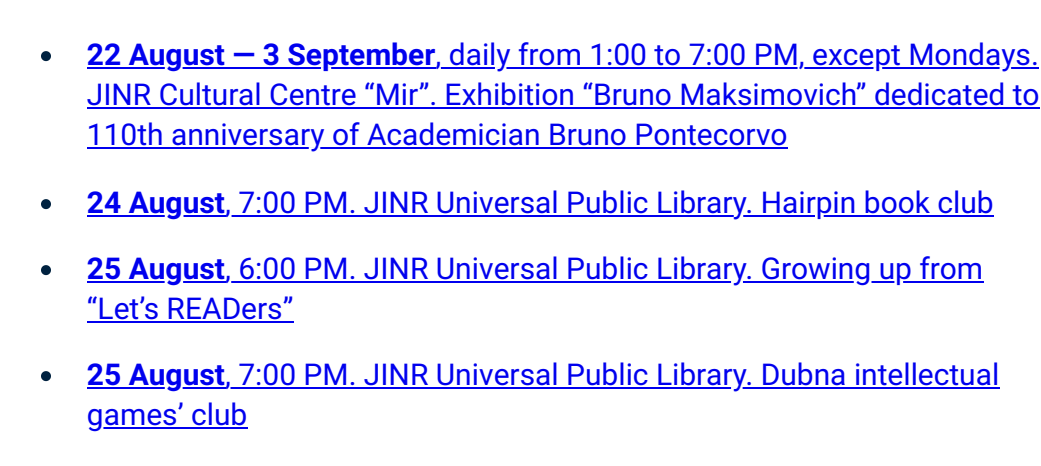 22 August — 3 September, daily from 1:00 to 7:00 PM, except Mondays.
JINR Cultural Centre “Mir”. Exhibition “Bruno Maksimovich” dedicated to
110th anniversary of Academician Bruno Pontecorvo
24 August, 7:00 PM. JINR Universal Public Library. Hairpin book club
25 August, 6:00 PM. JINR Universal Public Library. Growing up from
“Let’s READers”
25 August, 7:00 PM. JINR Universal Public Library. Dubna intellectual
games’ club